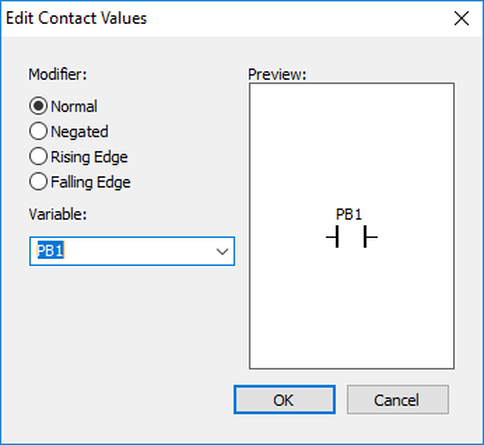 Edit Contact Values
Modifier:
Normal
Negated
Rising Edge
Falling Edge
Variable:
PB1
Preview:
PB1
OK
Cancel